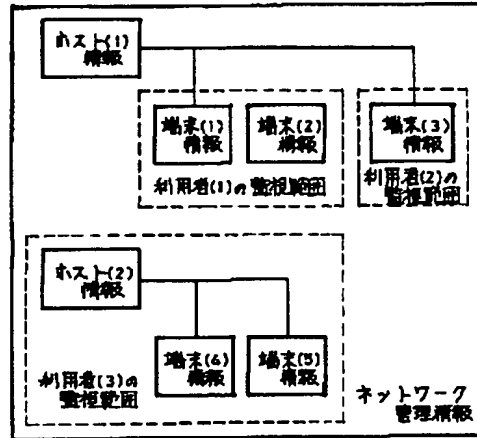 ホスト(1)
情報
端末(1)
情報
端末(2)
情報
端末(3)
情報
利用者(1)の監視範囲
利用者(2)の
監視範囲
ホスト(2)
情報
端末(4)
情報
端末(5)
情報
利用者(3)の
監視範囲
ネットワーク
管理情報